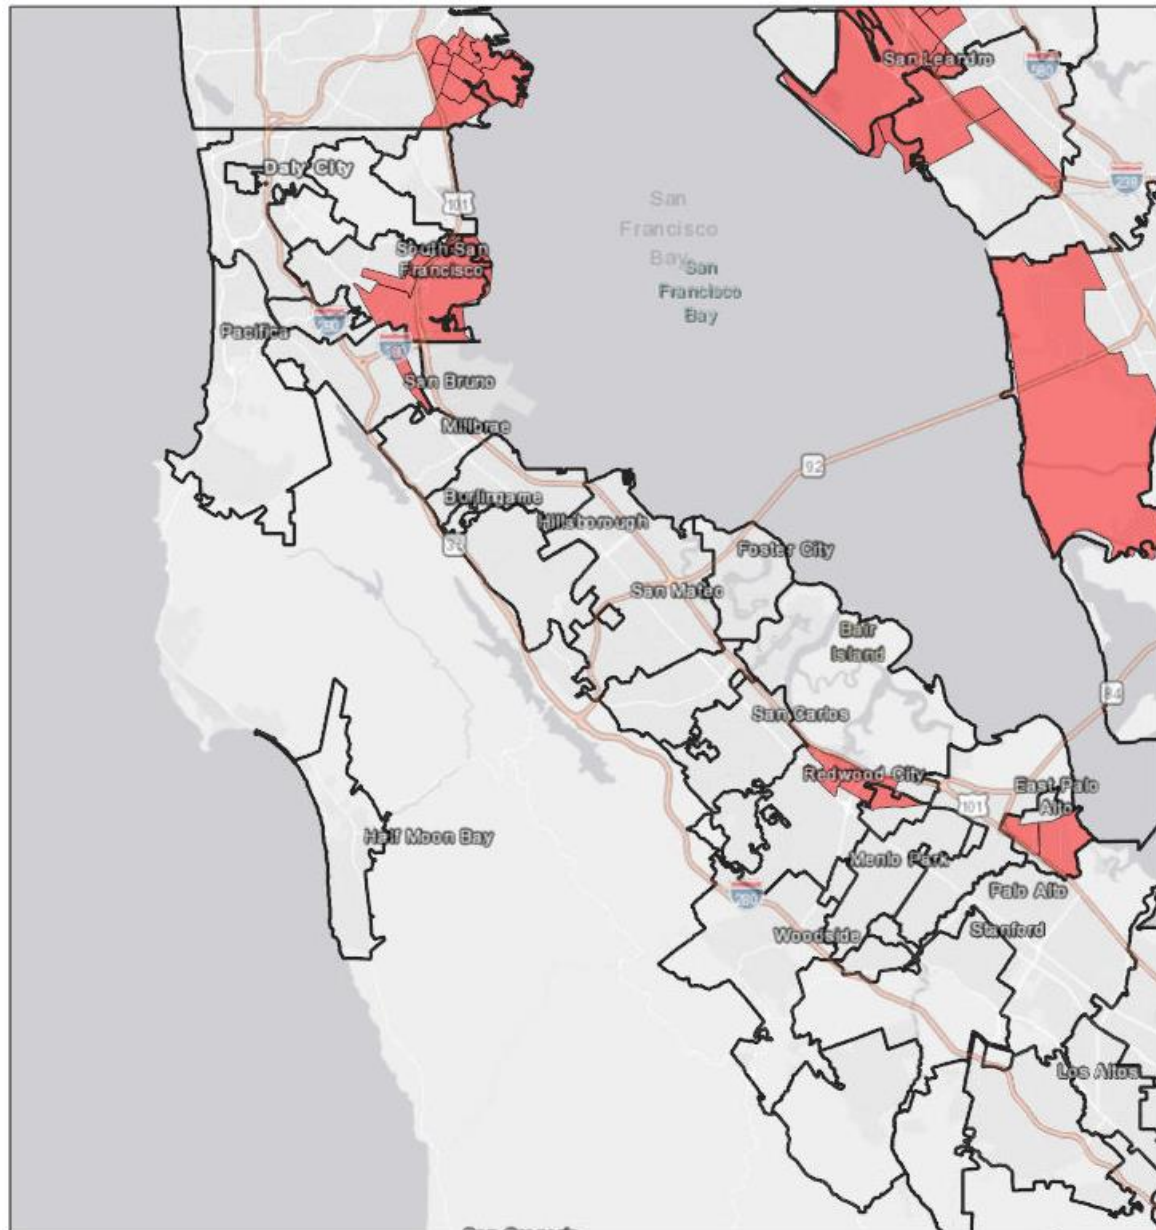 San Leandro
580
Daly City
238
101
San
Francisco
Bay
South San
Francisco
San
Francisco
Bay
Pacifica
280
San Bruno
Millbrae
92
Burlingame
Hillsborough
Foster City
San Mateo
Bair
Island
84
San Carlos
Redwood City
East Palo
Alto
101
Half Moon Bay
Menlo Park
Palo Alto
280
Woodside
Stanford
Los Altos